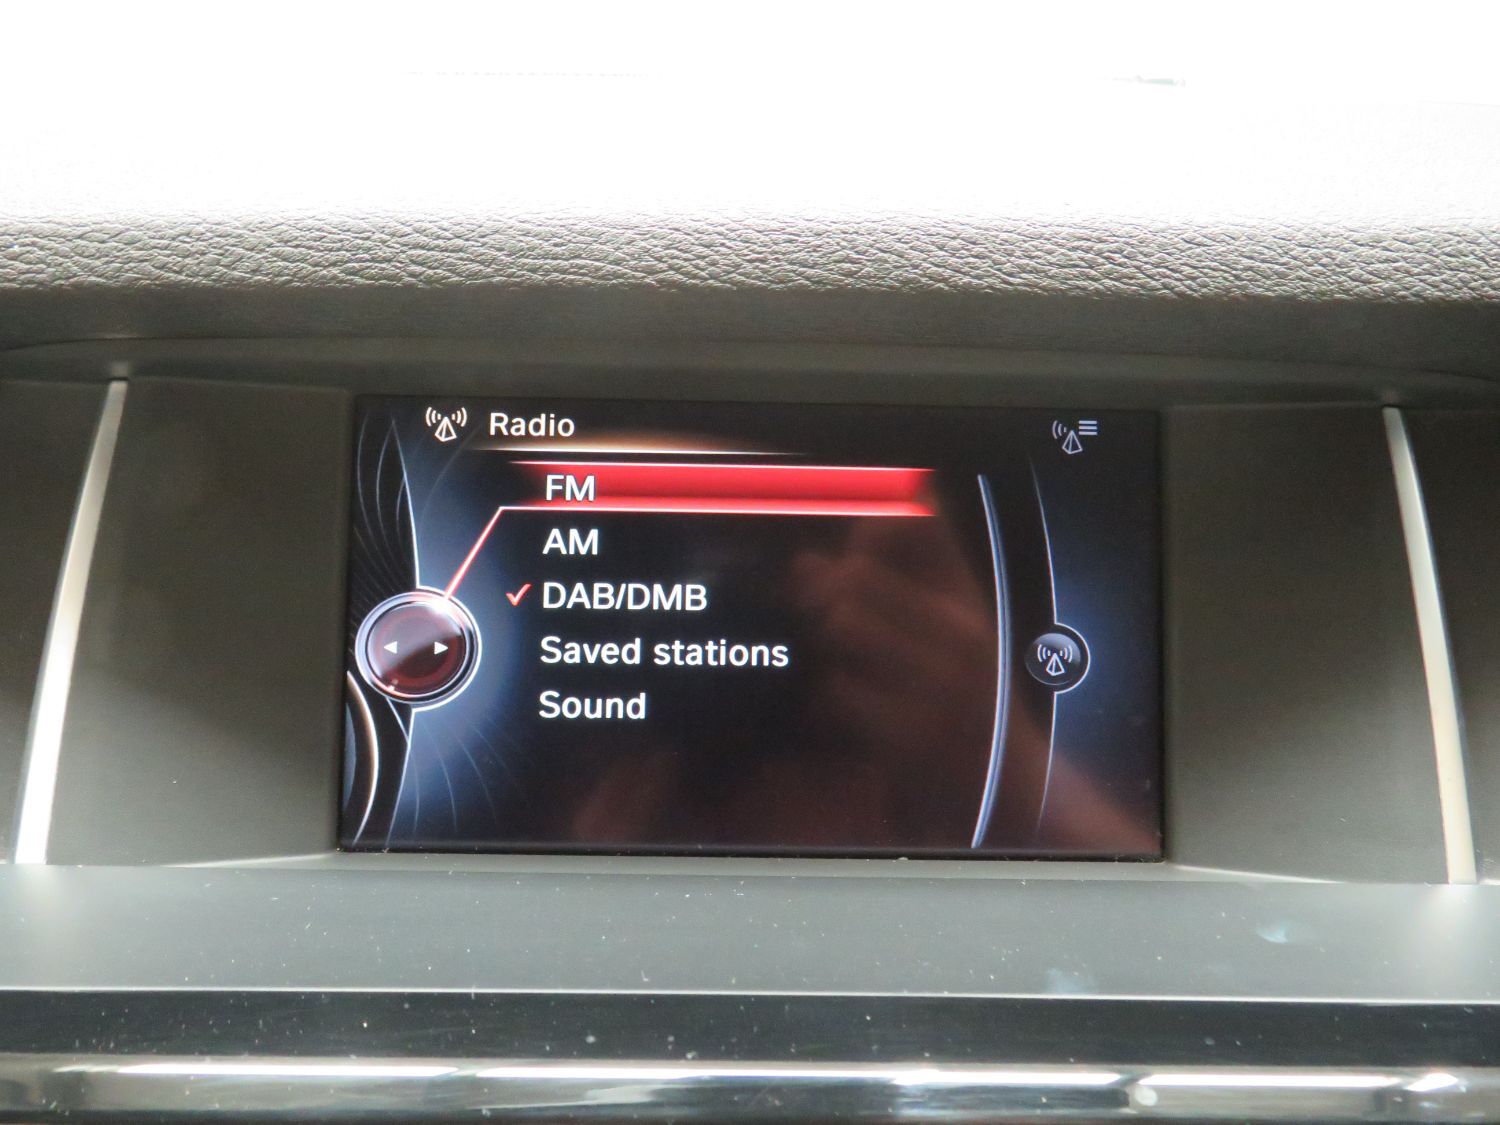 Radio
FM
AM
DAB/DMB
Saved stations
Sound